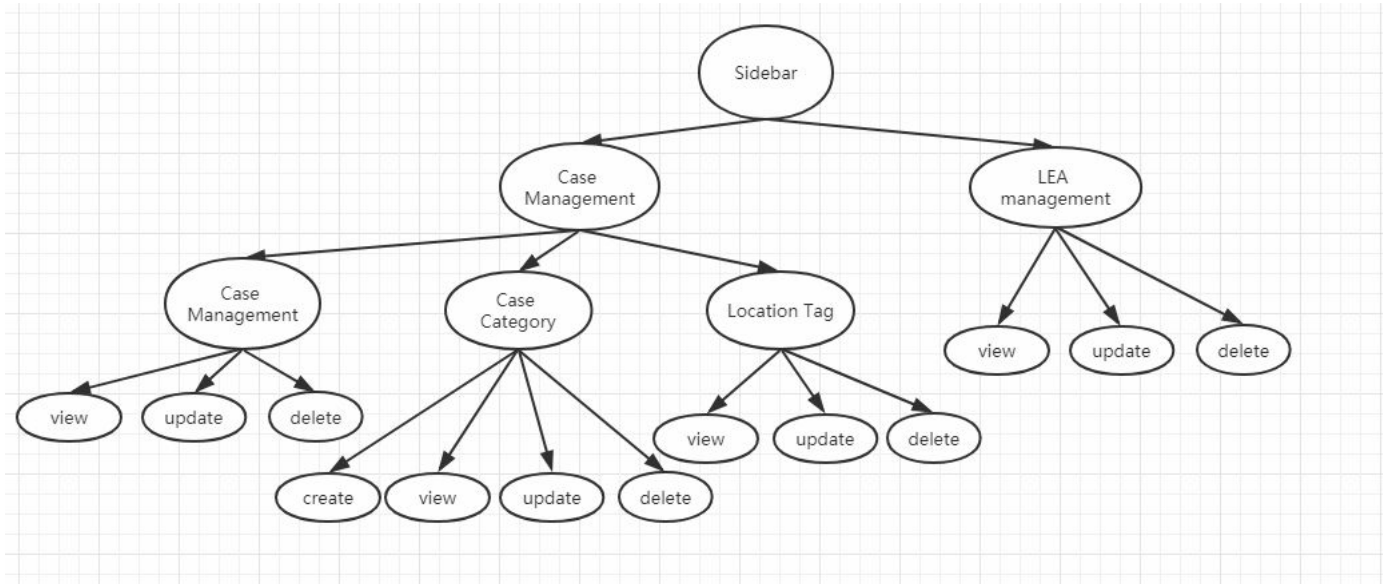 Sidebar
Case
Management
LEA
management
Case
Management
Case
Category
Location Tag
view
update
delete
view
update
delete
view
update
delete
create
view
update
delete